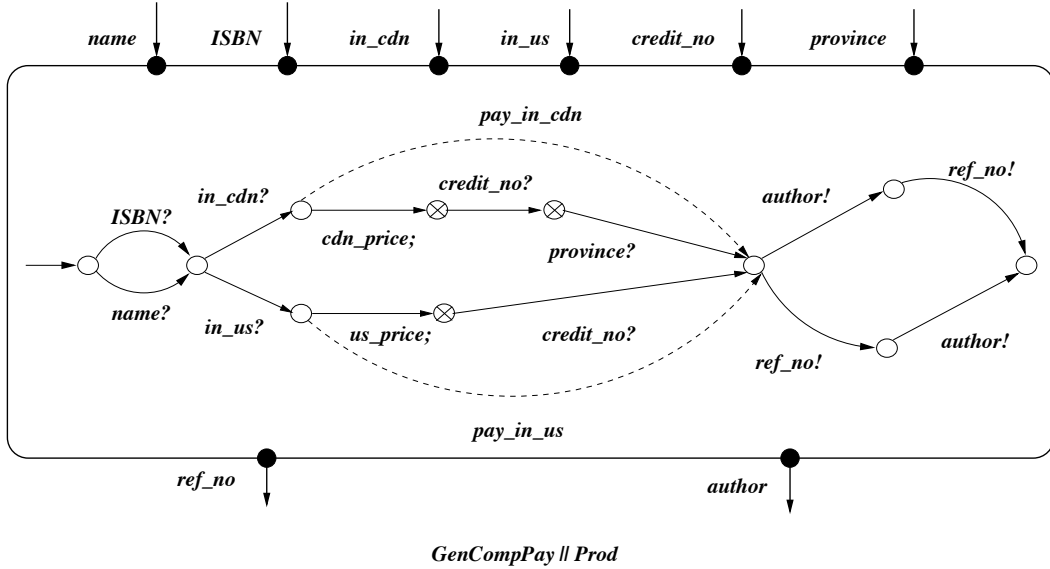 name
ISBN
in_cdn
in_us
credit_no
province
pay_in_cdn
in_cdn?
credit_no?
author!
ref_no!
ISBN?
cdn_price;
province?
name?
in_us?
us_price;
credit_no?
ref_no!
author!
pay_in_us
ref_no
author
GenCompPay || Prod